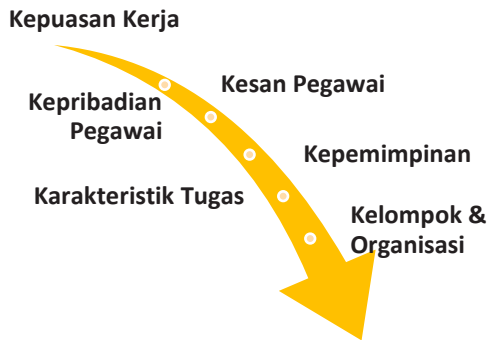 Kepuasan Kerja
Kesan Pegawai
Kepribadian
Pegawai
Kepemimpinan
Karakteristik Tugas
Kelompok &
Organisasi